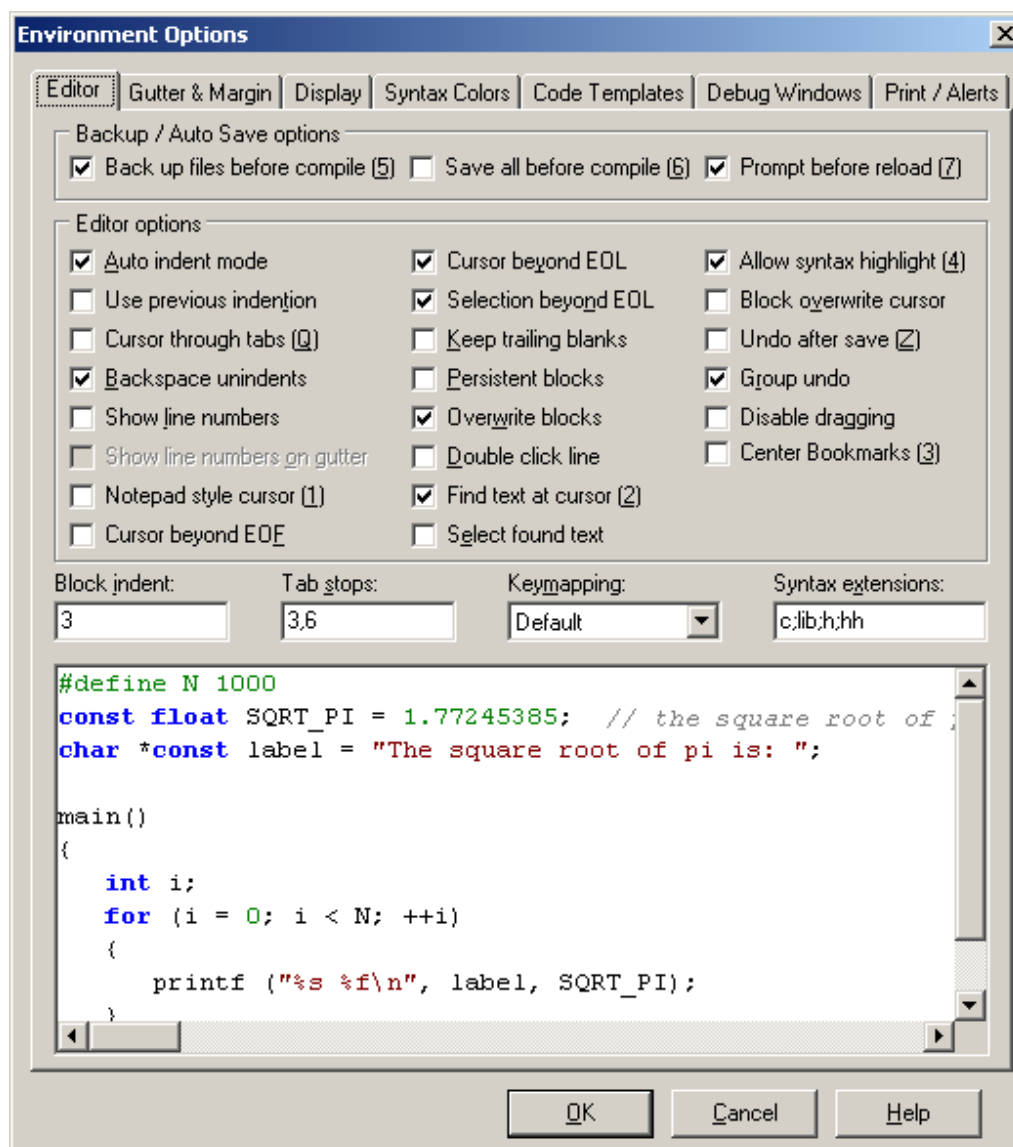 Environment Options
Editor Gutter & Margin Display Syntax Colors Code Templates Debug Windows Print / Alerts
Backup / Auto Save options
Back up files before compile (5) Save all before compile (6) Prompt before reload (7)
Editor options
Auto indent mode Cursor beyond EOL Allow syntax highlight (4)
Use previous indention Selection beyond EOL Block overwrite cursor
Cursor through tabs (Q) Keep trailing blanks Undo after save (Z)
Backspace unindents Persistent blocks Group undo
Show line numbers Overwrite blocks Disable dragging
Show line numbers on gutter Double click line Center Bookmarks (3)
Notepad style cursor (1) Find text at cursor (2)
Cursor beyond EOF Select found text
Block indent: Tab stops: Keymapping: Syntax extensions:
3 3,6 Default c;lib;h;hh
#define N 1000
const float SQRT_PI = 1.77245385;  // the square root of
char *const label = "The square root of pi is: ";
main()
{
   int i;
   for (i = 0; i < N; ++i)
   {
      printf ("%s %f\n", label, SQRT_PI);
   }
OK Cancel Help